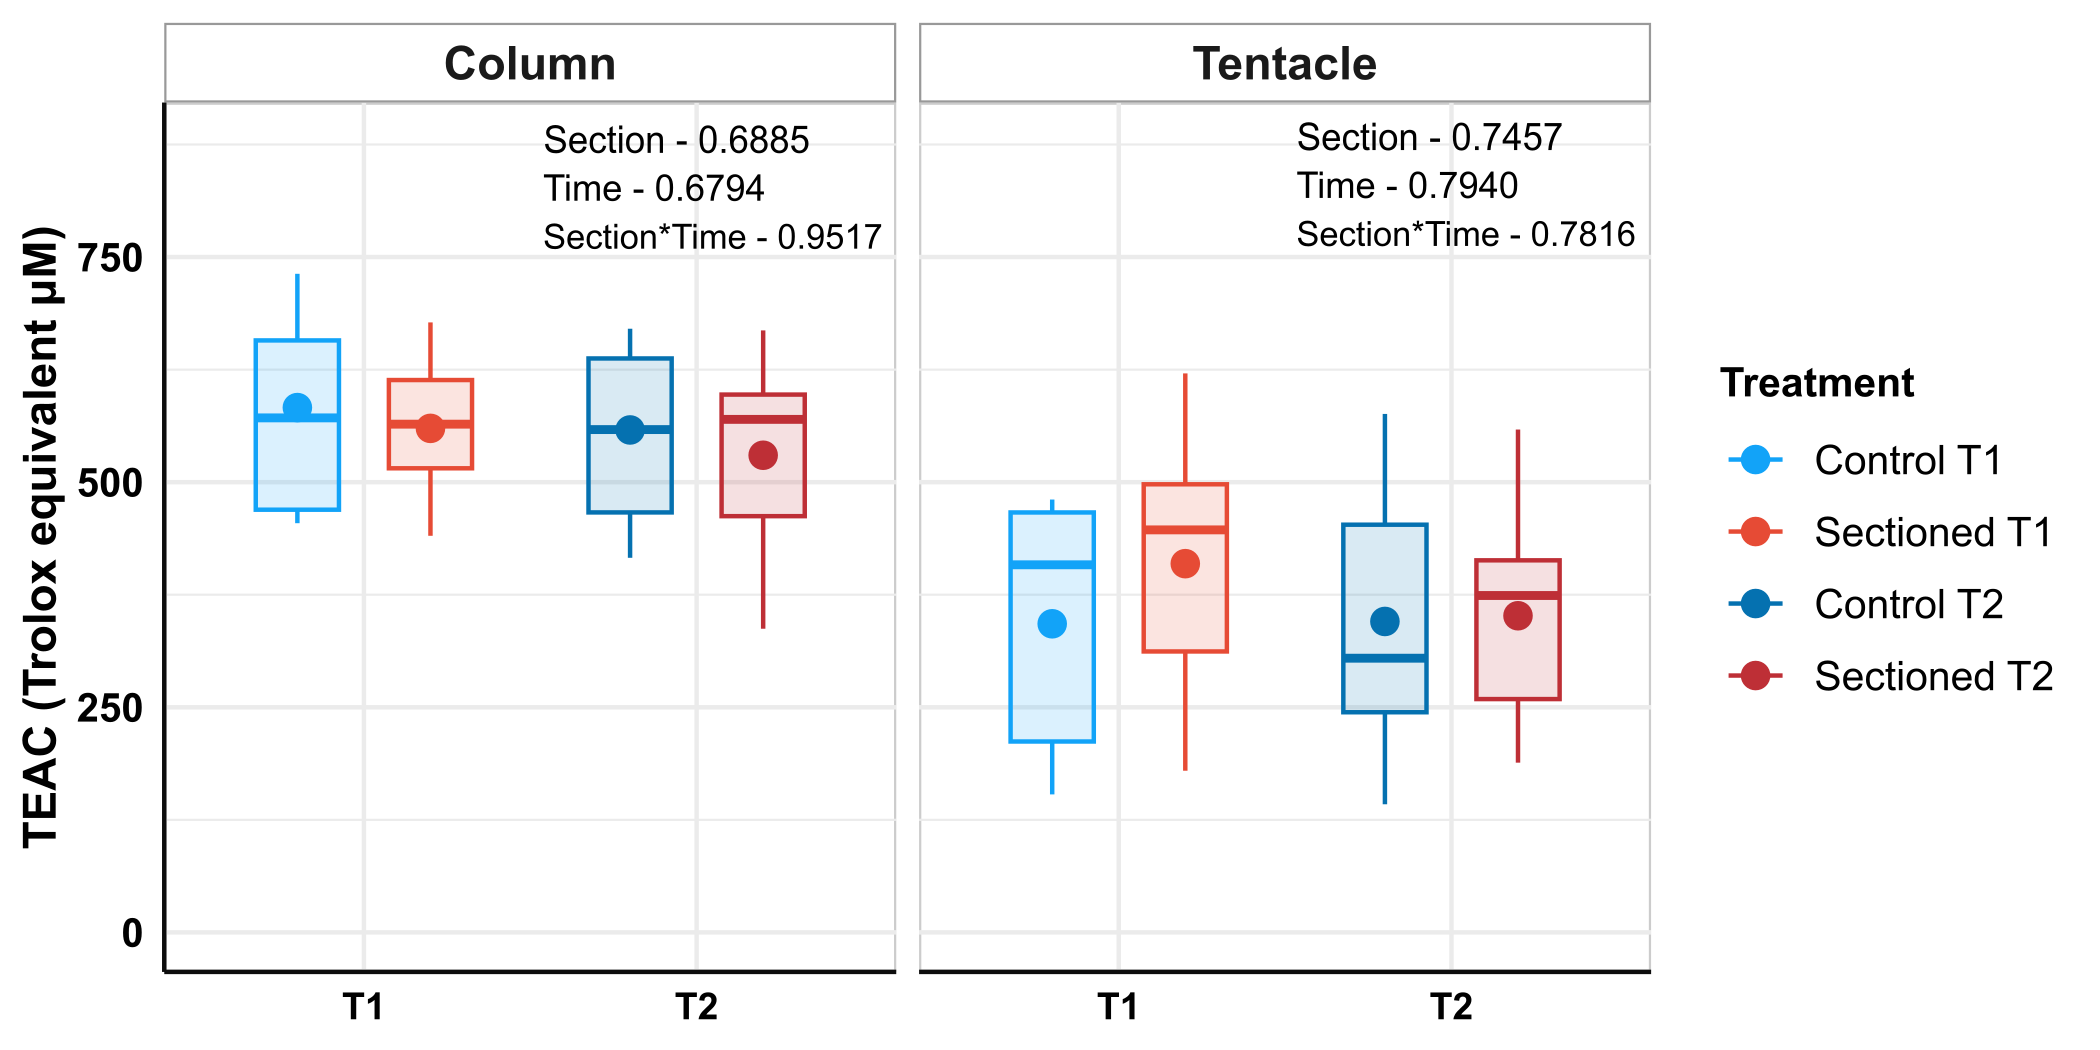 Column
Tentacle
Section - 0.6885
Time - 0.6794
Section*Time - 0.9517
Section - 0.7457
Time - 0.7940
Section*Time - 0.7816
TEAC (Trolox equivalent µM)
750
500
250
0
T1
T2
T1
T2
Treatment
Control T1
Sectioned T1
Control T2
Sectioned T2